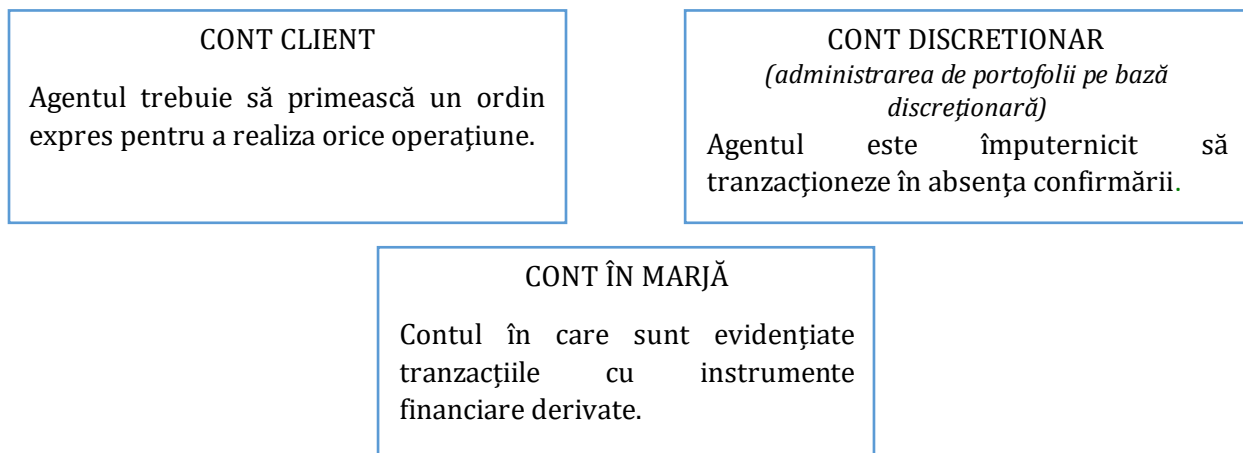 CONT CLIENT
Agentul trebuie să primească un ordin
expres pentru a realiza orice operațiune.
CONT DISCRETIONAR
(administrarea de portofolii pe bază
discreționară)
Agentul este împuternicit să
tranzacționeze în absența confirmării.
CONT ÎN MARJĂ
Contul în care sunt evidențiate
tranzacțiile cu instrumente
financiare derivate.